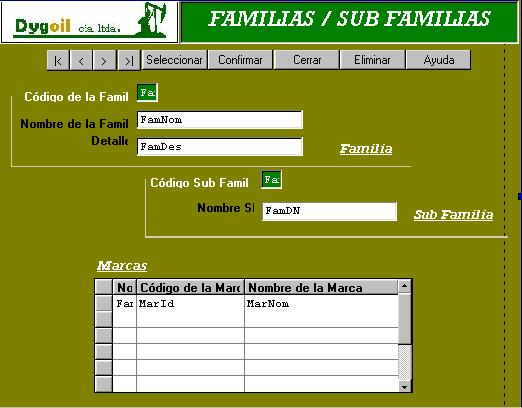 Dygoil cia. ltda.
FAMILIAS / SUB FAMILIAS
|< < > >| Seleccionar Confirmar Cerrar Eliminar Ayuda
Código de la Famil Fa
Nombre de la Famil FamNom
Detalle FamDes
Familia
Código Sub Famil Fa
Nombre SI FamDN
Sub Familia
Marcas
No Código de la Marc Nombre de la Marca
Far MarId MarNom